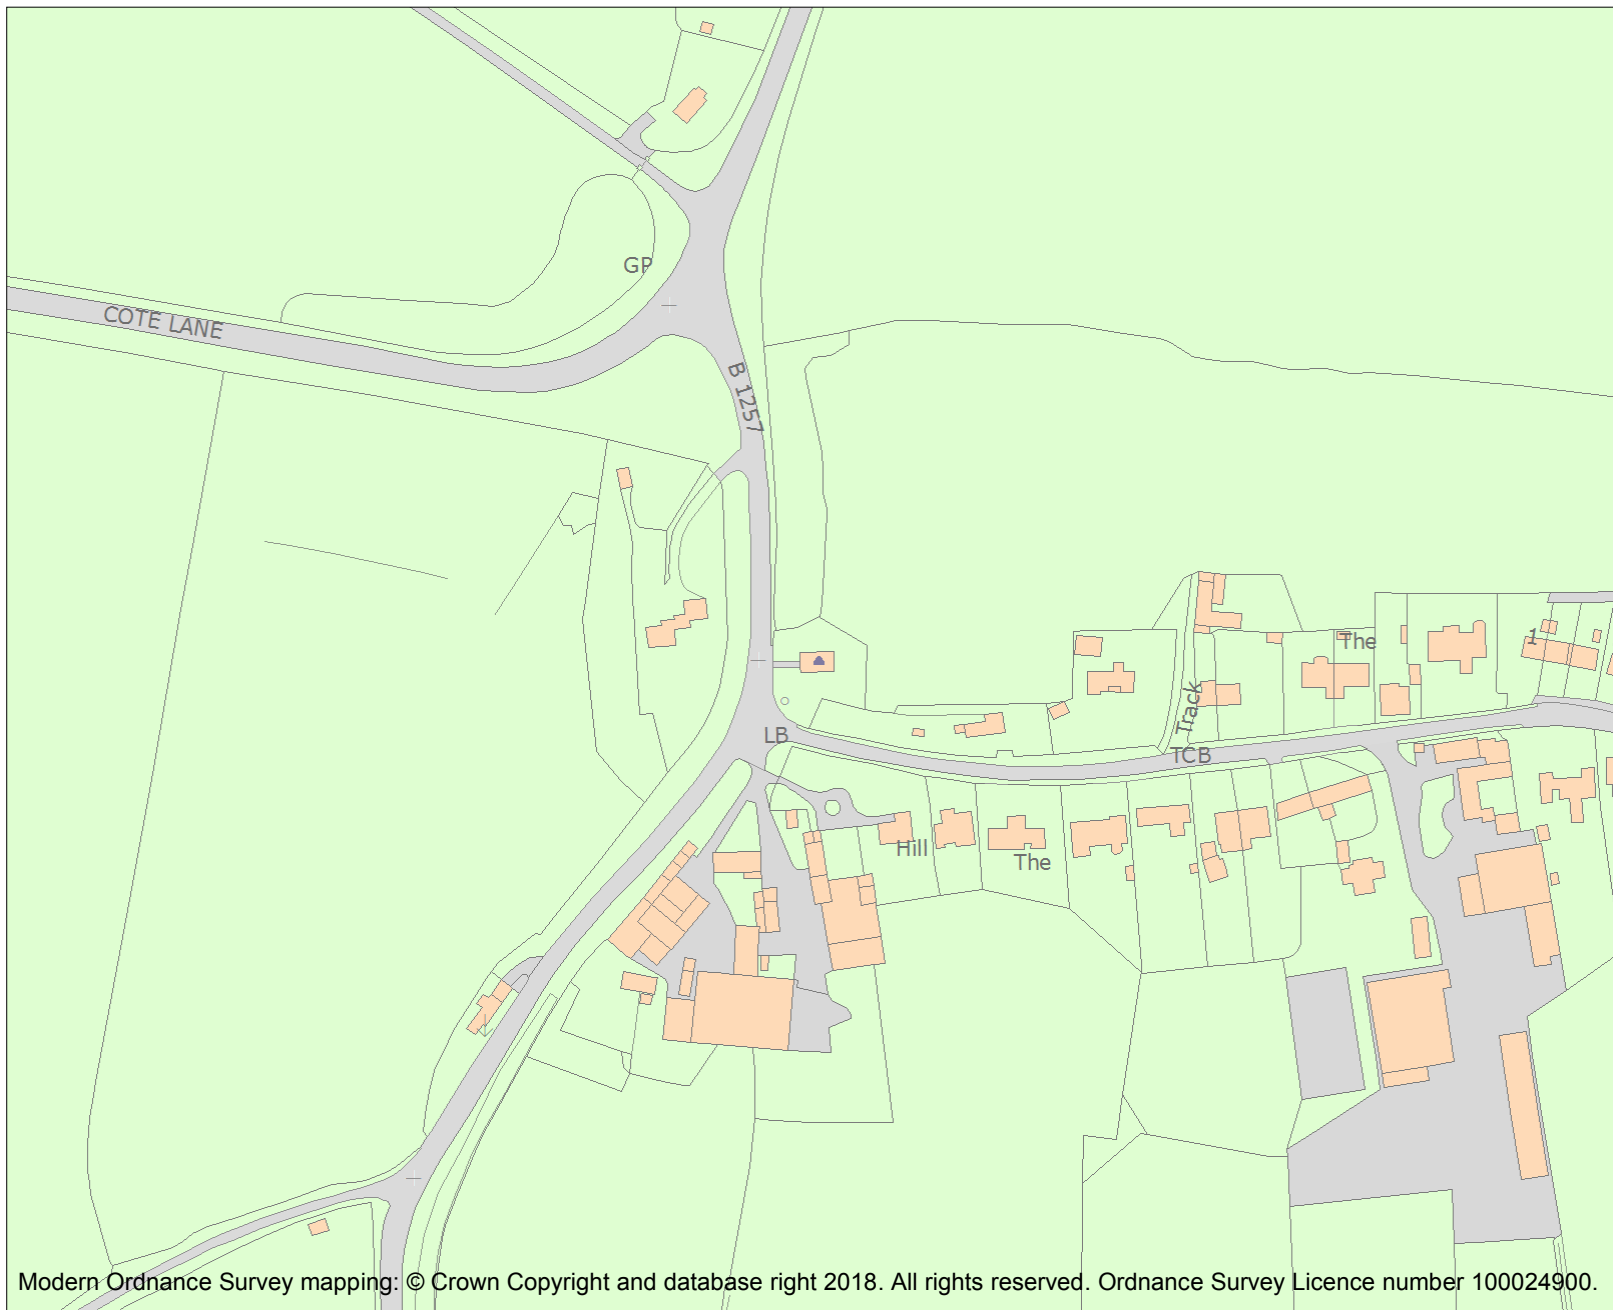 GP
COTE LANE
B 1257
The
1
Track
LB
TCB
Hill
The
Modern Ordnance Survey mapping: © Crown Copyright and database right 2018. All rights reserved. Ordnance Survey Licence number 100024900.